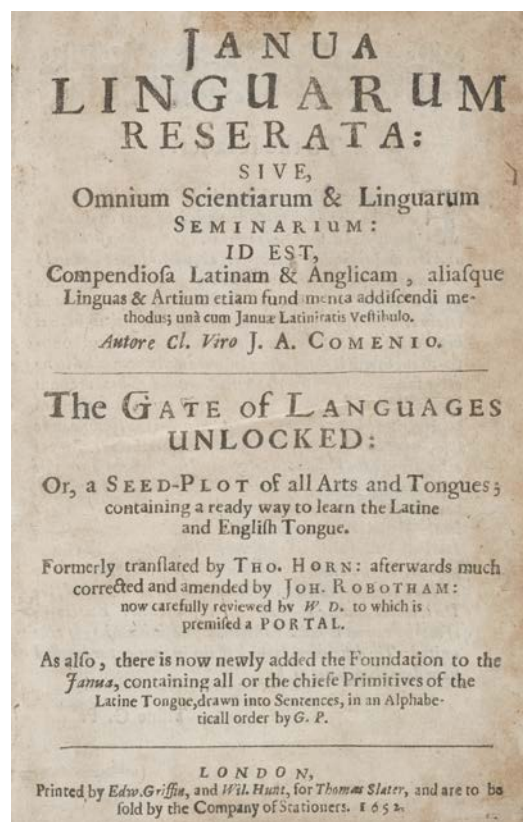 JANUA
LINGUARUM
RESERATA:
SIVE,
Omnium Scientiarum & Linguarum
SEMINARIUM:
ID EST,
Compendioſa Latinam & Anglicam, aliaſque
Linguas & Artium etiam fundamenta addiſcendi me-
thodus; unà cum Januæ Latinitatis Veſtibulo.
Autore Cl. Viro J. A. COMENIO.
The GATE of LANGUAGES
UNLOCKED:
Or, a SEED-PLOT of all Arts and Tongues;
containing a ready way to learn the Latine
and Engliſh Tongue.
Formerly tranſlated by THO. HORN: afterwards much
corrected and amended by JOH. ROBOTHAM:
now carefully reviewed by W. D. to which is
premiſed a PORTAL.
As alſo, there is now newly added the Foundation to the
Janua, containing all or the chiefe Primitives of the
Latine Tongue, drawn into Sentences, in an Alphabe-
ticall order by G. P.
LONDON,
Printed by Edw. Griffin, and Wil. Hunt, for Thomas Slater, and are to be
ſold by the Company of Stationers. 1652.